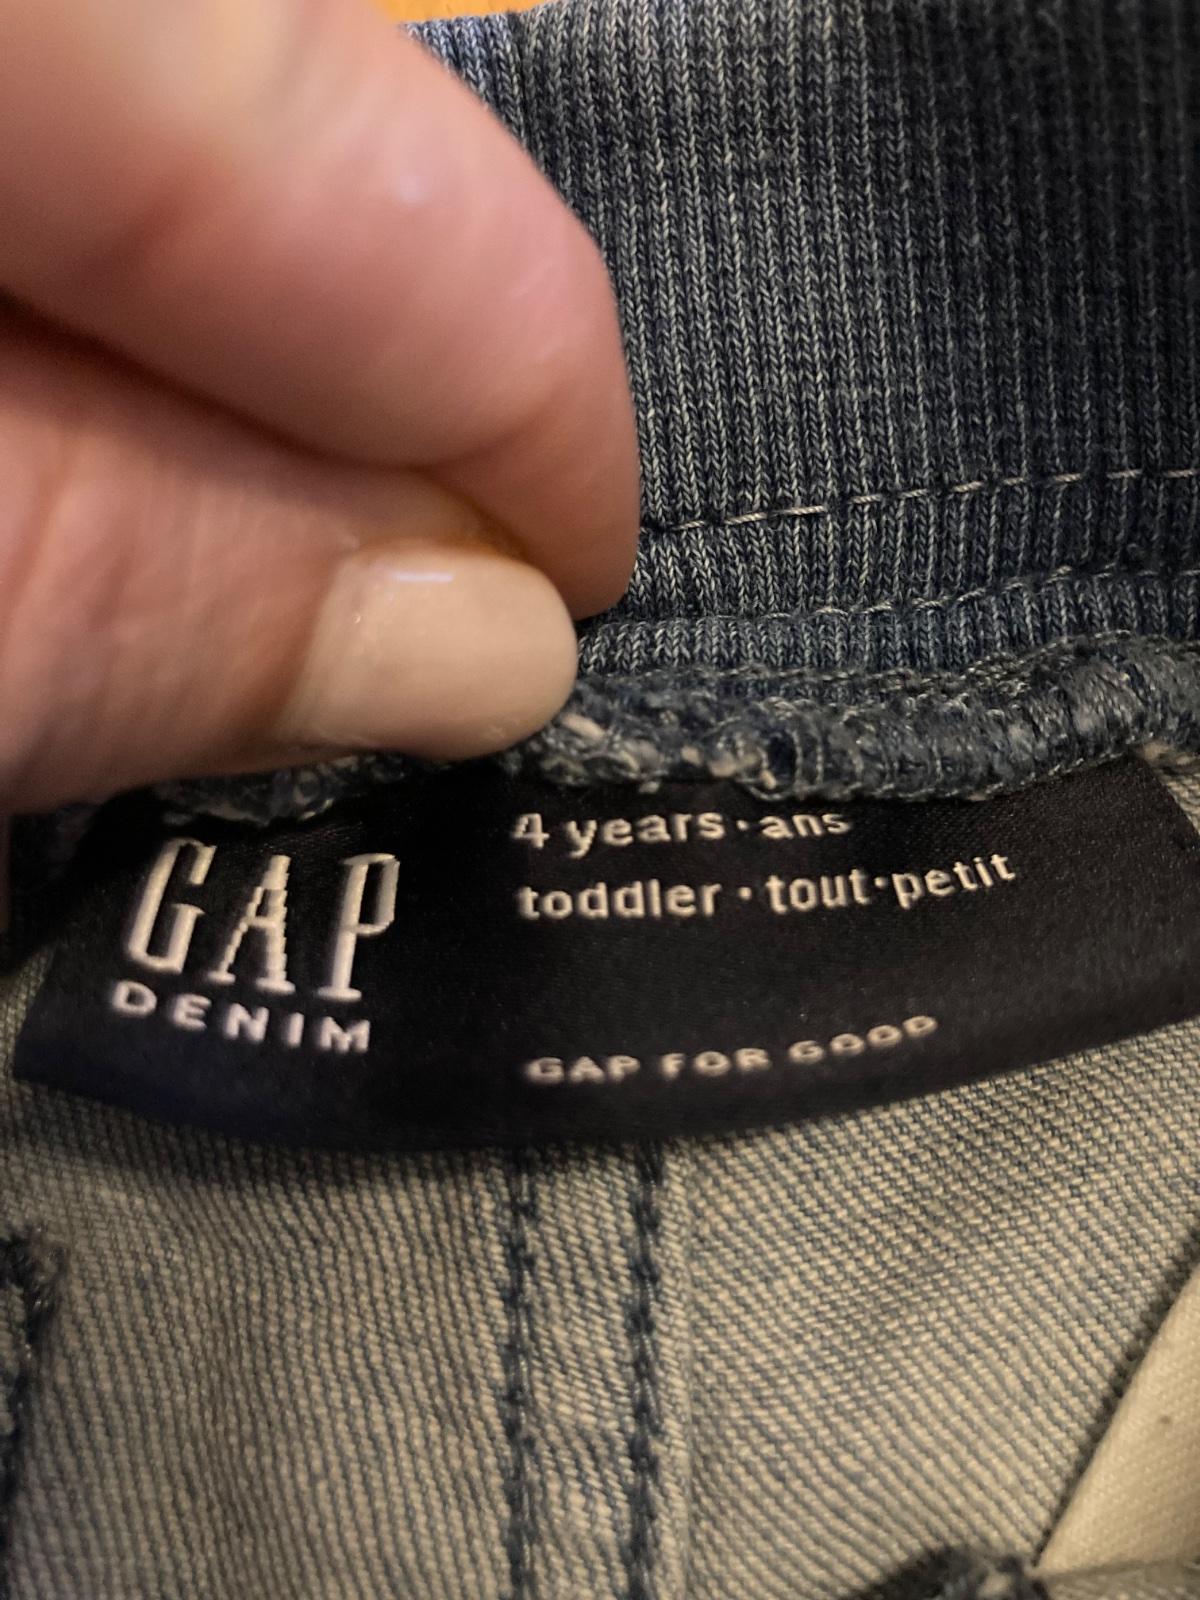 GAP
DENIM
4 years·ans
toddler · tout·petit
GAP FOR GOOD